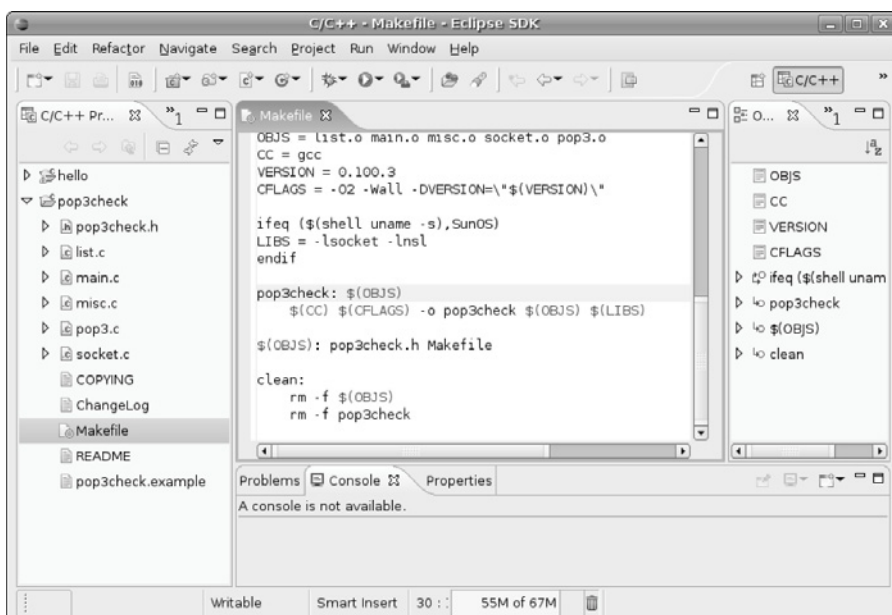 C/C++ - Makefile - Eclipse SDK
File Edit Refactor Navigate Search Project Run Window Help
C/C++
C/C++ Pr...
hello
pop3check
pop3check.h
list.c
main.c
misc.c
pop3.c
socket.c
COPYING
ChangeLog
Makefile
README
pop3check.example
Makefile
OBJS = list.o main.o misc.o socket.o pop3.o
CC = gcc
VERSION = 0.100.3
CFLAGS = -O2 -Wall -DVERSION=\"$(VERSION)\"
ifeq ($(shell uname -s),SunOS)
LIBS = -lsocket -lnsl
endif
pop3check: $(OBJS)
$(CC) $(CFLAGS) -o pop3check $(OBJS) $(LIBS)
$(OBJS): pop3check.h Makefile
clean:
rm -f $(OBJS)
rm -f pop3check
O...
OBJS
CC
VERSION
CFLAGS
ifeq ($(shell unam
pop3check
$(OBJS)
clean
Problems Console Properties
A console is not available.
Writable Smart Insert 30 : 55M of 67M